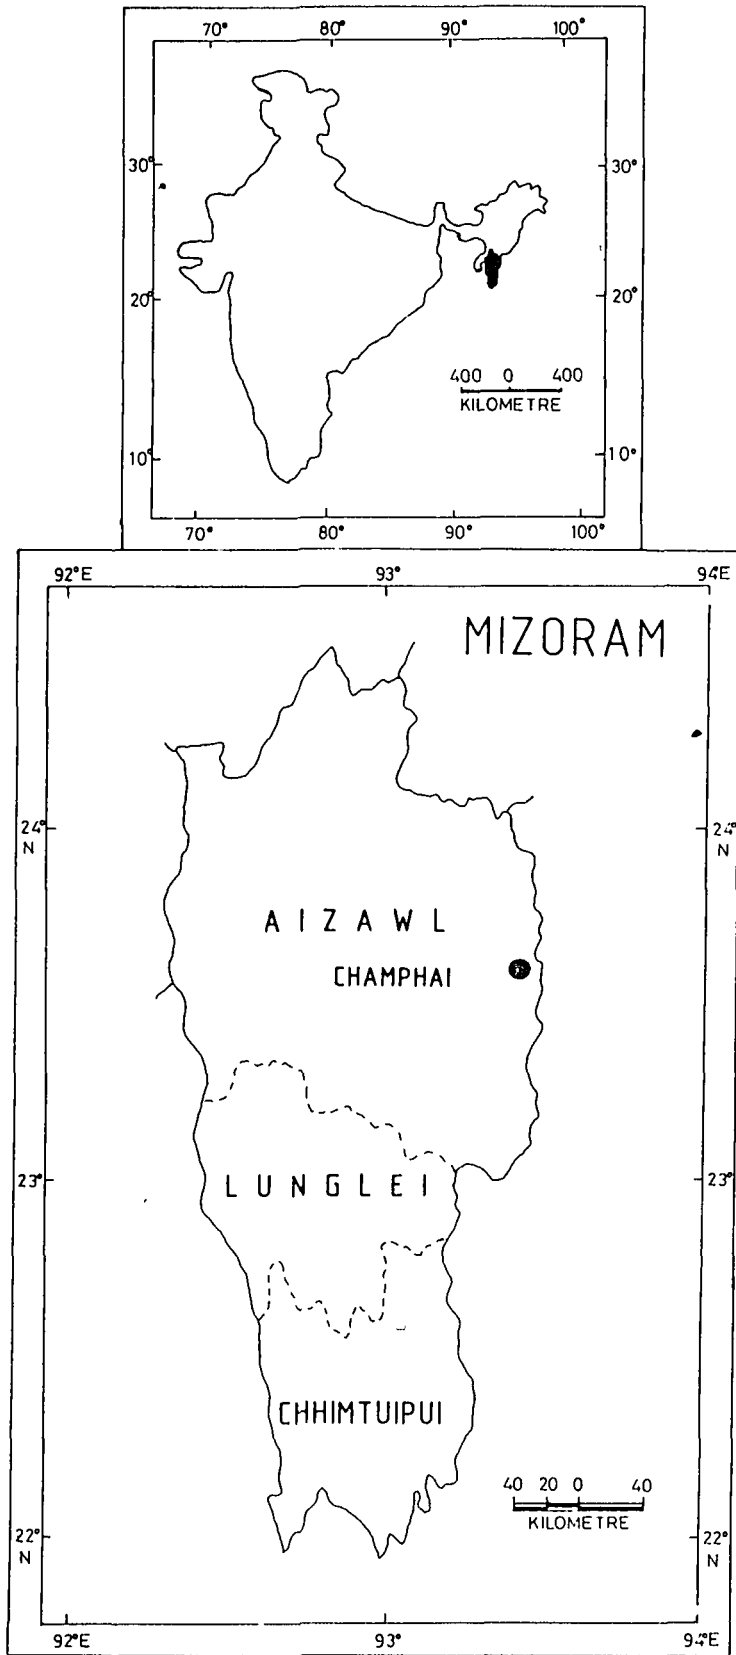 70° 80° 90° 100°
30° 30°
20° 20°
400 0 400
KILOMETRE
10° 10°
70° 80° 90° 100°
92°E 93° 94°E
MIZORAM
24° 24°
N N
AIZAWL
CHAMPHAI
23° 23°
LUNGLEI
CHHIMTUIPUI
40 20 0 40
KILOMETRE
22° 22°
N N
92°E 93° 94°E